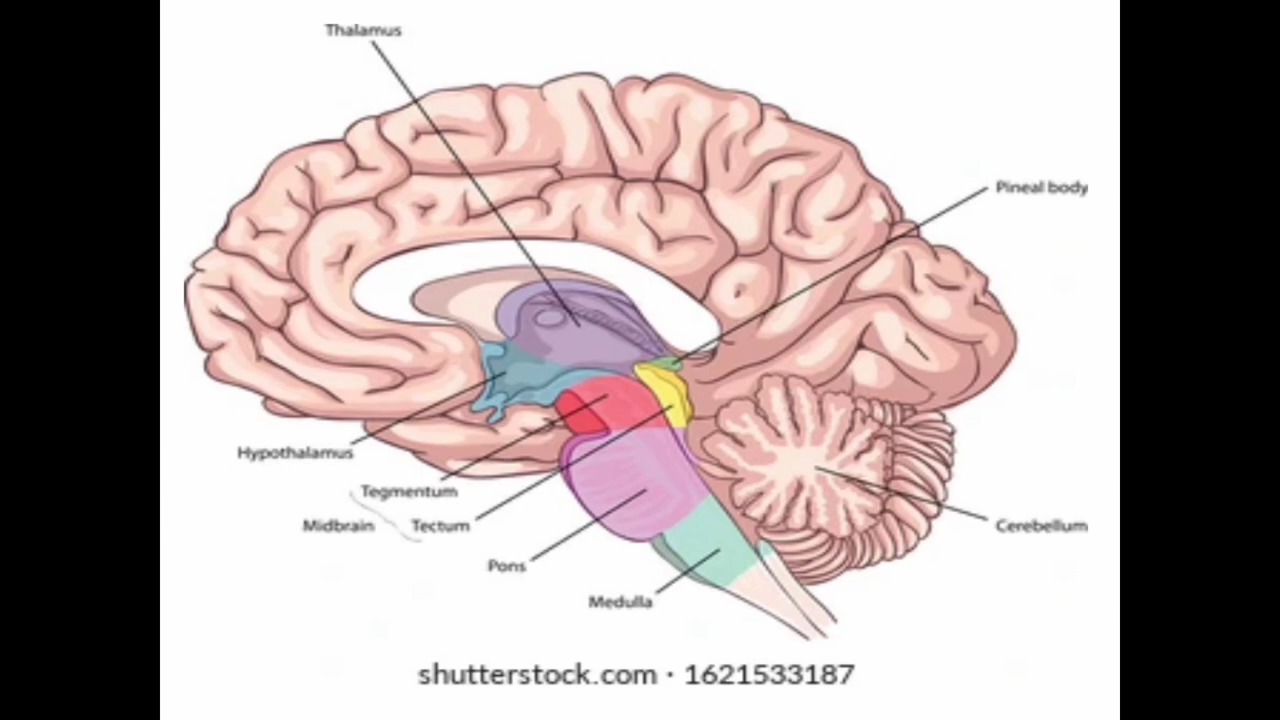 Thalamus
Pineal body
Hypothalamus
Tegmentum
Midbrain Tectum
Cerebellum
Pons
Medulla
shutterstock.com · 1621533187